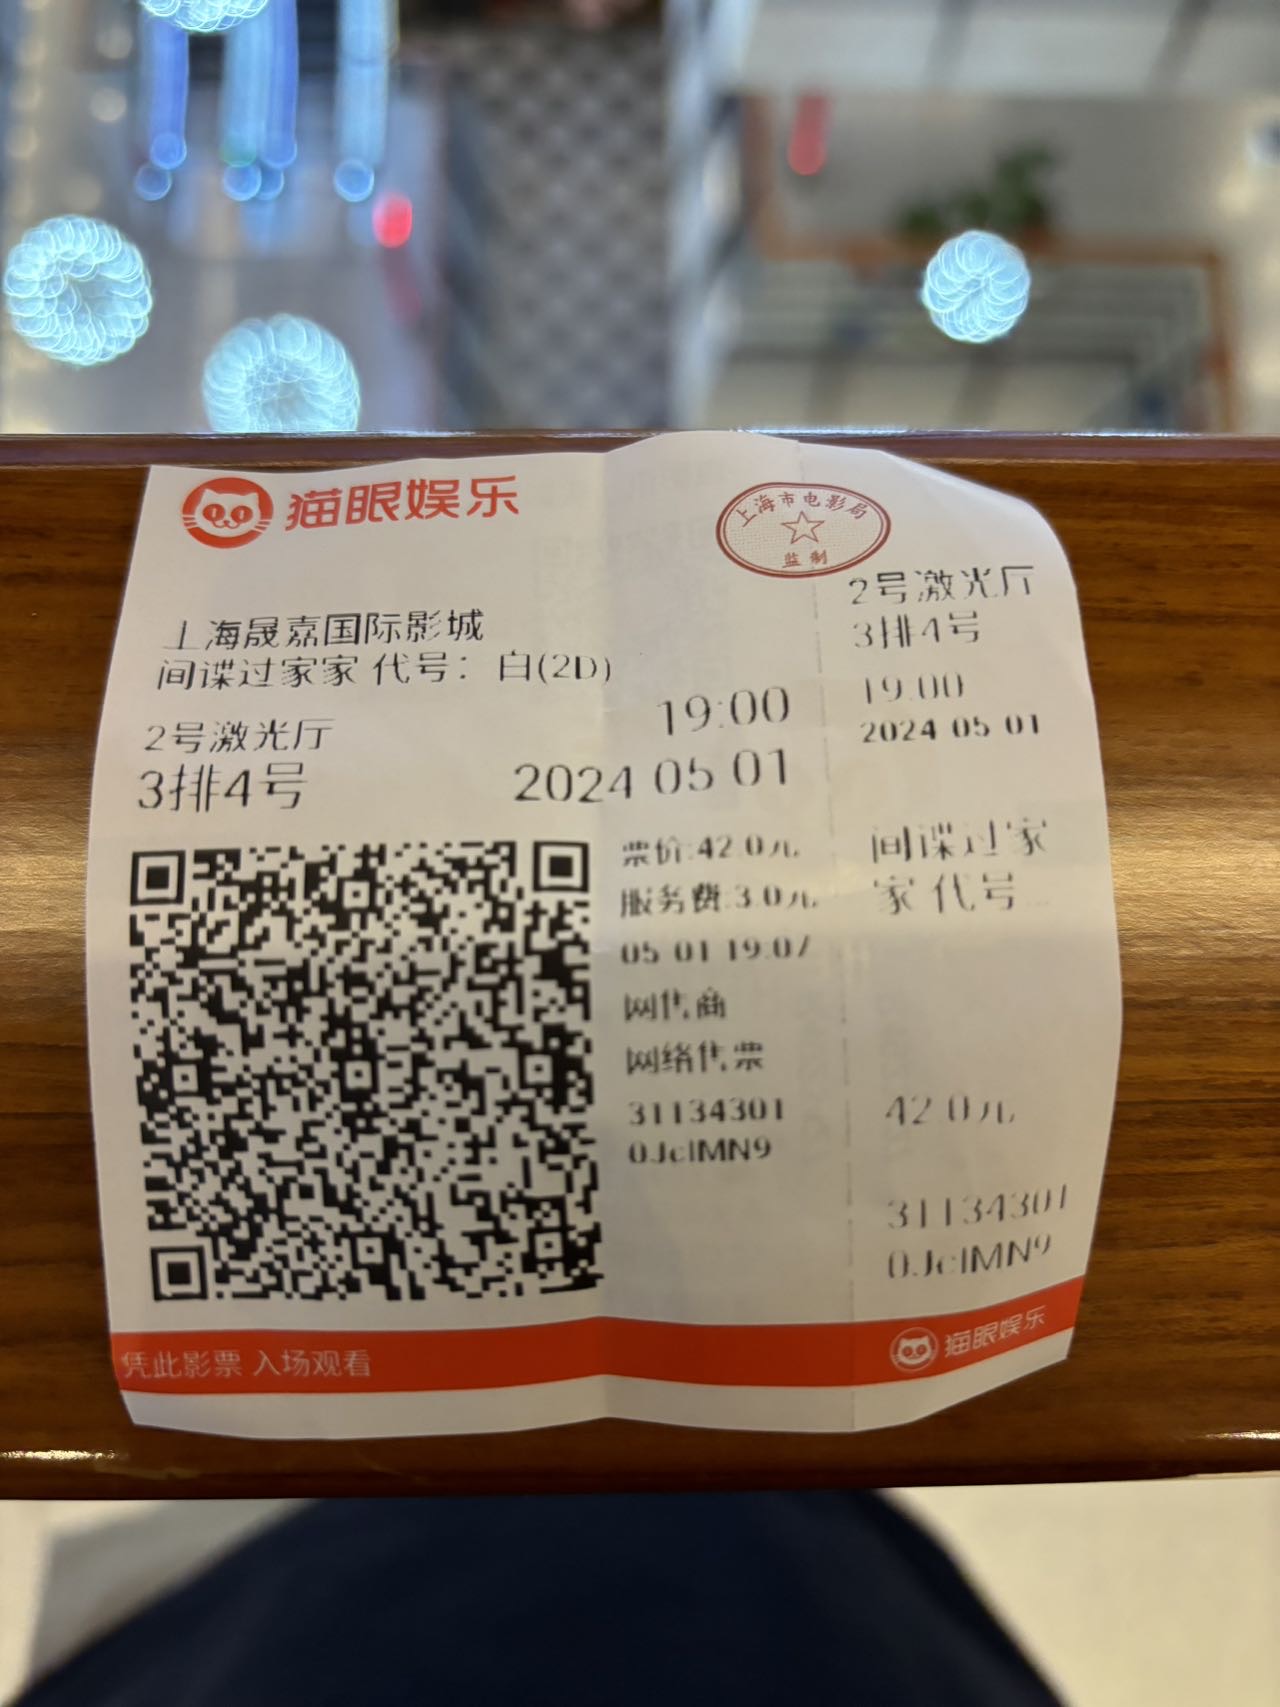 猫眼娱乐
上海市电影局
监制
上海晟嘉国际影城
间谍过家家 代号：白(2D)
2号激光厅
19:00
3排4号
2024 05 01
票价:42.0元
服务费:3.0元
05 01 19:07
网售商
网络售票
31134301
0JcIMN9
2号激光厅
3排4号
19:00
2024 05 01
间谍过家
家 代号...
42.0元
31134301
0JcIMN9
凭此影票 入场观看
猫眼娱乐